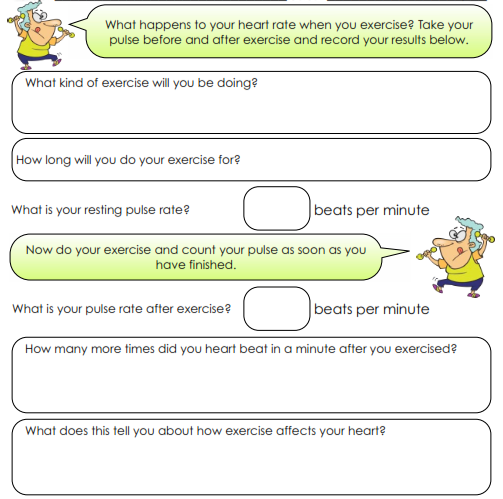 What happens to your heart rate when you exercise? Take your
pulse before and after exercise and record your results below.
What kind of exercise will you be doing?
How long will you do your exercise for?
What is your resting pulse rate? beats per minute
Now do your exercise and count your pulse as soon as you
have finished.
What is your pulse rate after exercise? beats per minute
How many more times did you heart beat in a minute after you exercised?
What does this tell you about how exercise affects your heart?